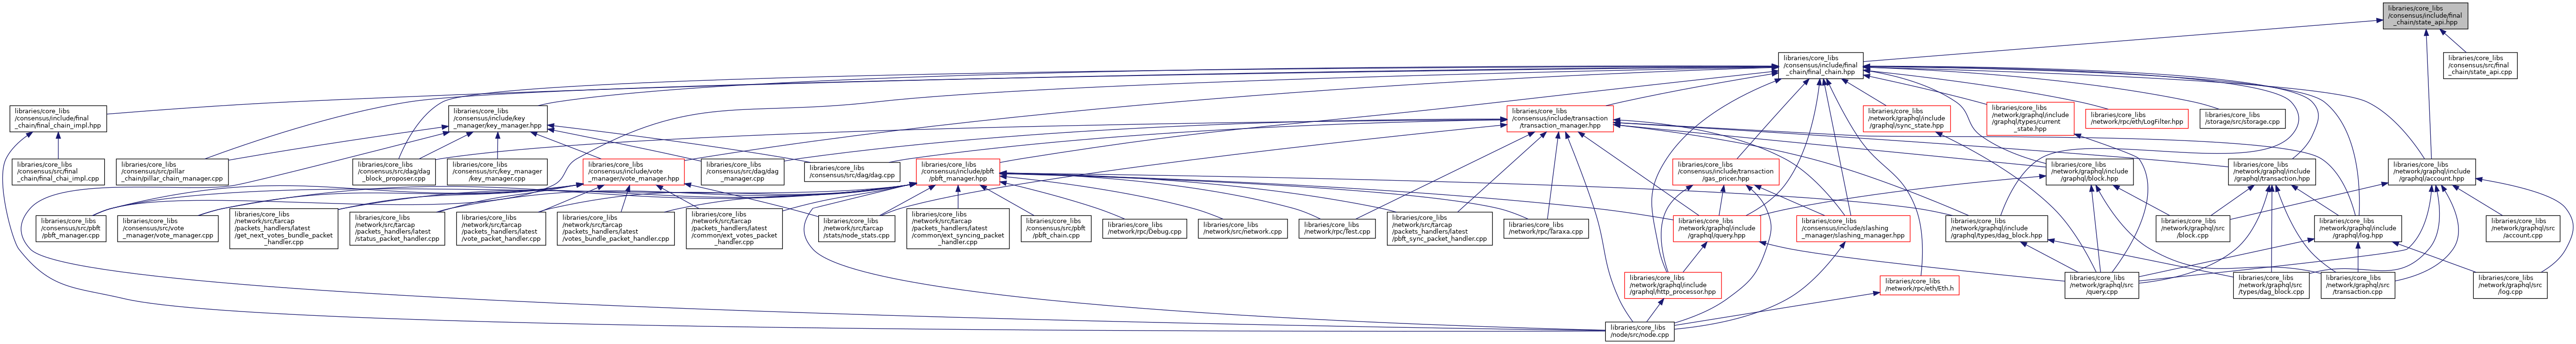 libraries/core_libs
/consensus/include/final
_chain/state_api.hpp
libraries/core_libs
/consensus/include/final
_chain/final_chain.hpp
libraries/core_libs
/consensus/src/final
_chain/state_api.cpp
libraries/core_libs
/consensus/include/final
_chain/final_chain_impl.hpp
libraries/core_libs
/consensus/include/key
_manager/key_manager.hpp
libraries/core_libs
/consensus/include/transaction
/transaction_manager.hpp
libraries/core_libs
/network/graphql/include
/graphql/sync_state.hpp
libraries/core_libs
/network/graphql/include
/graphql/types/current
_state.hpp
libraries/core_libs
/network/rpc/eth/LogFilter.hpp
libraries/core_libs
/storage/src/storage.cpp
libraries/core_libs
/consensus/src/final
_chain/final_chai_impl.cpp
libraries/core_libs
/consensus/src/pillar
_chain/pillar_chain_manager.cpp
libraries/core_libs
/consensus/src/dag/dag
_block_proposer.cpp
libraries/core_libs
/consensus/src/key_manager
/key_manager.cpp
libraries/core_libs
/consensus/include/vote
_manager/vote_manager.hpp
libraries/core_libs
/consensus/src/dag/dag
_manager.cpp
libraries/core_libs
/consensus/src/dag/dag.cpp
libraries/core_libs
/consensus/include/pbft
/pbft_manager.hpp
libraries/core_libs
/consensus/include/transaction
/gas_pricer.hpp
libraries/core_libs
/network/graphql/include
/graphql/block.hpp
libraries/core_libs
/network/graphql/include
/graphql/transaction.hpp
libraries/core_libs
/network/graphql/include
/graphql/account.hpp
libraries/core_libs
/consensus/src/pbft
/pbft_manager.cpp
libraries/core_libs
/consensus/src/vote
_manager/vote_manager.cpp
libraries/core_libs
/network/src/tarcap
/packets_handlers/latest
/get_next_votes_bundle_packet
_handler.cpp
libraries/core_libs
/network/src/tarcap
/packets_handlers/latest
/status_packet_handler.cpp
libraries/core_libs
/network/src/tarcap
/packets_handlers/latest
/vote_packet_handler.cpp
libraries/core_libs
/network/src/tarcap
/packets_handlers/latest
/votes_bundle_packet_handler.cpp
libraries/core_libs
/network/src/tarcap
/packets_handlers/latest
/common/ext_votes_packet
_handler.cpp
libraries/core_libs
/network/src/tarcap
/stats/node_stats.cpp
libraries/core_libs
/network/src/tarcap
/packets_handlers/latest
/common/ext_syncing_packet
_handler.cpp
libraries/core_libs
/consensus/src/pbft
/pbft_chain.cpp
libraries/core_libs
/network/rpc/Debug.cpp
libraries/core_libs
/network/src/network.cpp
libraries/core_libs
/network/rpc/Test.cpp
libraries/core_libs
/network/src/tarcap
/packets_handlers/latest
/pbft_sync_packet_handler.cpp
libraries/core_libs
/network/rpc/Taraxa.cpp
libraries/core_libs
/network/graphql/include
/graphql/query.hpp
libraries/core_libs
/consensus/include/slashing
_manager/slashing_manager.hpp
libraries/core_libs
/network/graphql/include
/graphql/types/dag_block.hpp
libraries/core_libs
/network/graphql/src
/block.cpp
libraries/core_libs
/network/graphql/include
/graphql/log.hpp
libraries/core_libs
/network/graphql/src
/account.cpp
libraries/core_libs
/network/graphql/include
/graphql/http_processor.hpp
libraries/core_libs
/network/rpc/eth/Eth.h
libraries/core_libs
/network/graphql/src
/query.cpp
libraries/core_libs
/network/graphql/src
/types/dag_block.cpp
libraries/core_libs
/network/graphql/src
/transaction.cpp
libraries/core_libs
/network/graphql/src
/log.cpp
libraries/core_libs
/node/src/node.cpp